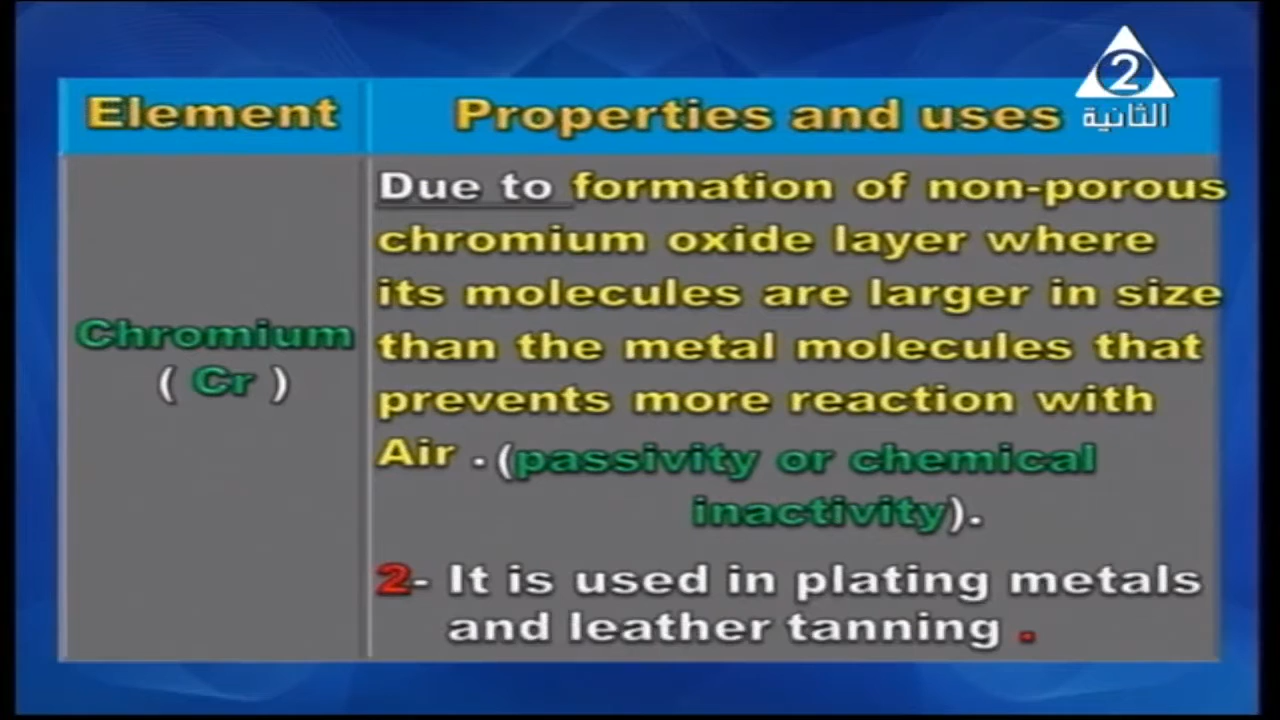 2
الثانية
Element
Properties and uses
Chromium
( Cr )
Due to formation of non-porous
chromium oxide layer where
its molecules are larger in size
than the metal molecules that
prevents more reaction with
Air . (passivity or chemical
inactivity).
2- It is used in plating metals
and leather tanning .